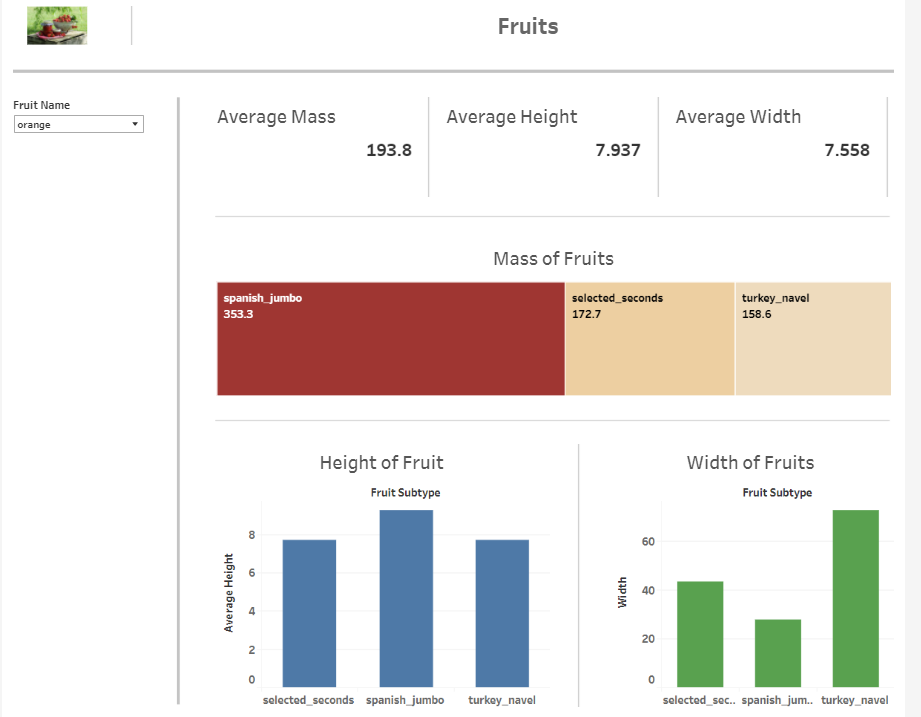 Fruits
Fruit Name
orange
Average Mass
193.8
Average Height
7.937
Average Width
7.558
Mass of Fruits
spanish_jumbo
353.3
selected_seconds
172.7
turkey_navel
158.6
Height of Fruit
Fruit Subtype
Average Height
8
6
4
2
0
selected_seconds spanish_jumbo turkey_navel
Width of Fruits
Fruit Subtype
Width
60
40
20
0
selected_sec.. spanish_jum.. turkey_navel